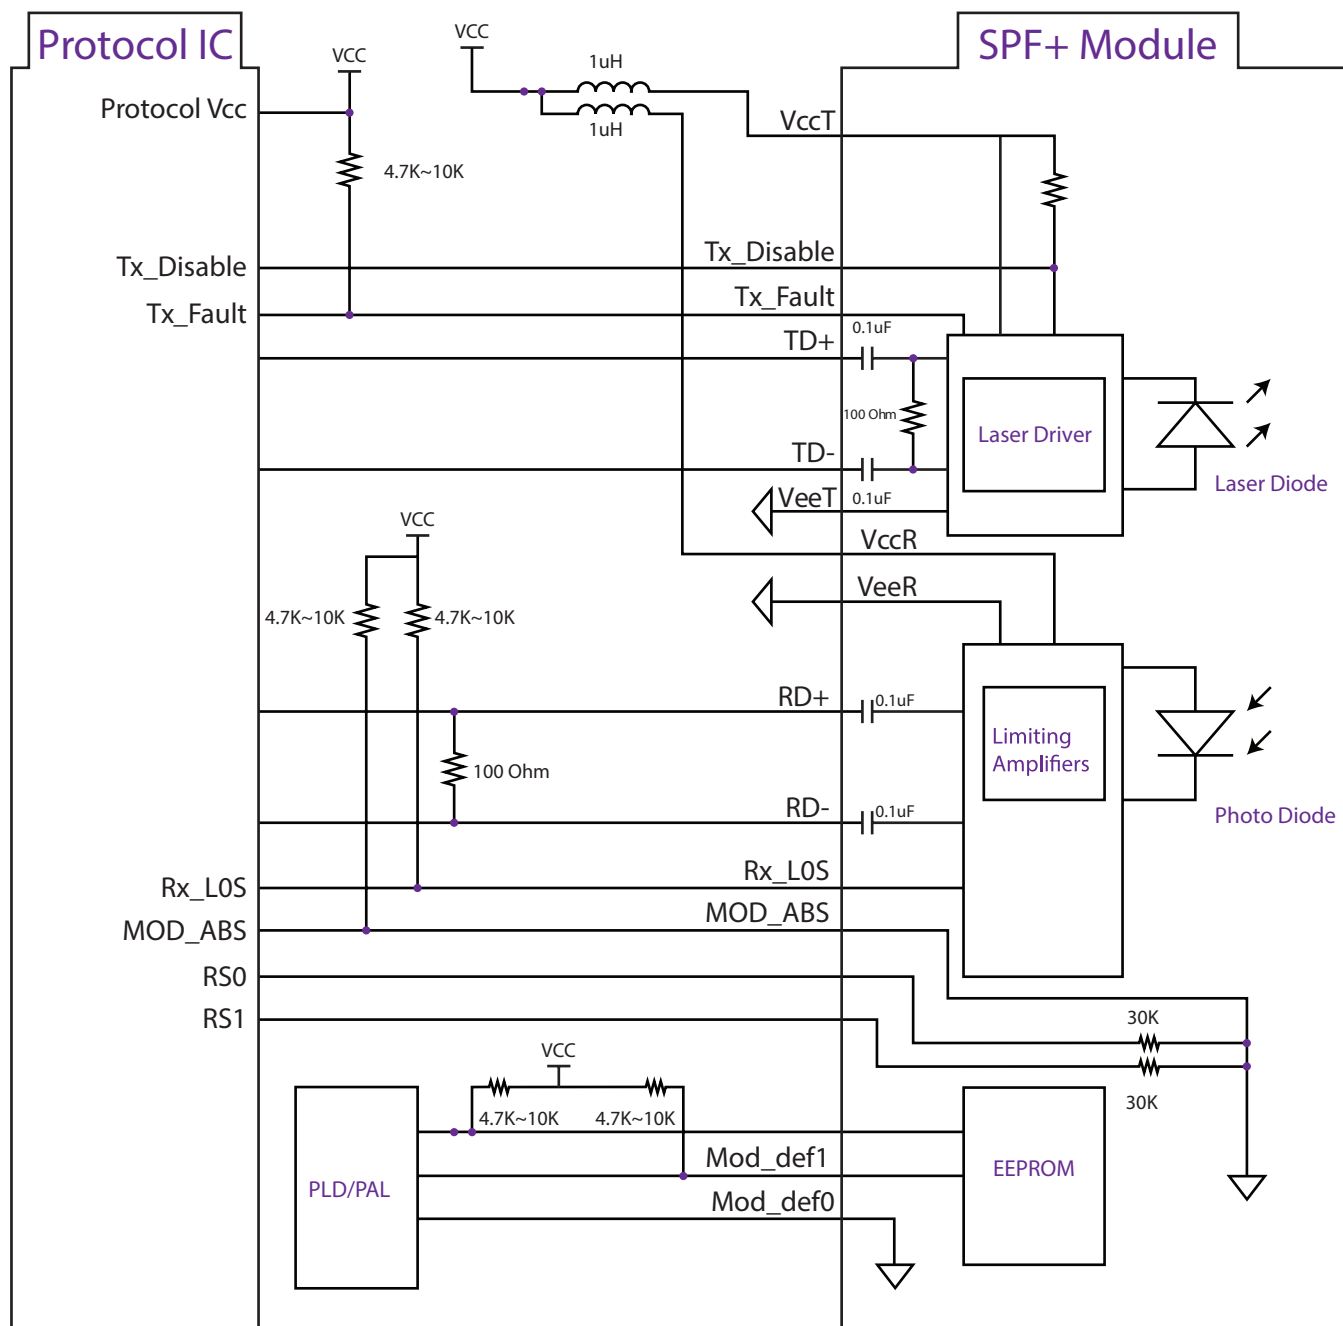 Protocol IC
SPF+ Module
VCC
VCC
1uH
1uH
Protocol Vcc
VccT
4.7K~10K
Tx_Disable
Tx_Disable
Tx_Fault
Tx_Fault
0.1uF
TD+
100 Ohm
Laser Driver
TD-
0.1uF
VeeT
Laser Diode
VCC
VccR
VeeR
4.7K~10K
4.7K~10K
RD+
0.1uF
Limiting
Amplifiers
100 Ohm
RD-
0.1uF
Photo Diode
Rx_L0S
Rx_L0S
MOD_ABS
MOD_ABS
RS0
RS1
30K
30K
VCC
4.7K~10K
4.7K~10K
Mod_def1
EEPROM
PLD/PAL
Mod_def0